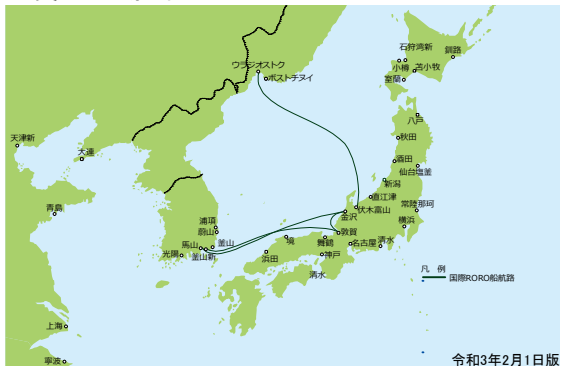 石狩湾新
釧路
小樽
苫小牧
室蘭
ウラジオストク
ボストチヌイ
八戸
秋田
天津新
大連
酒田
仙台塩釜
新潟
直江津
青島
常陸那珂
伏木富山
金沢
浦項
蔚山
横浜
敦賀
馬山
釜山
境
舞鶴
名古屋
清水
光陽
釜山新
浜田
神戸
清水
凡 例
国際RORO船航路
上海
寧波
令和3年2月1日版